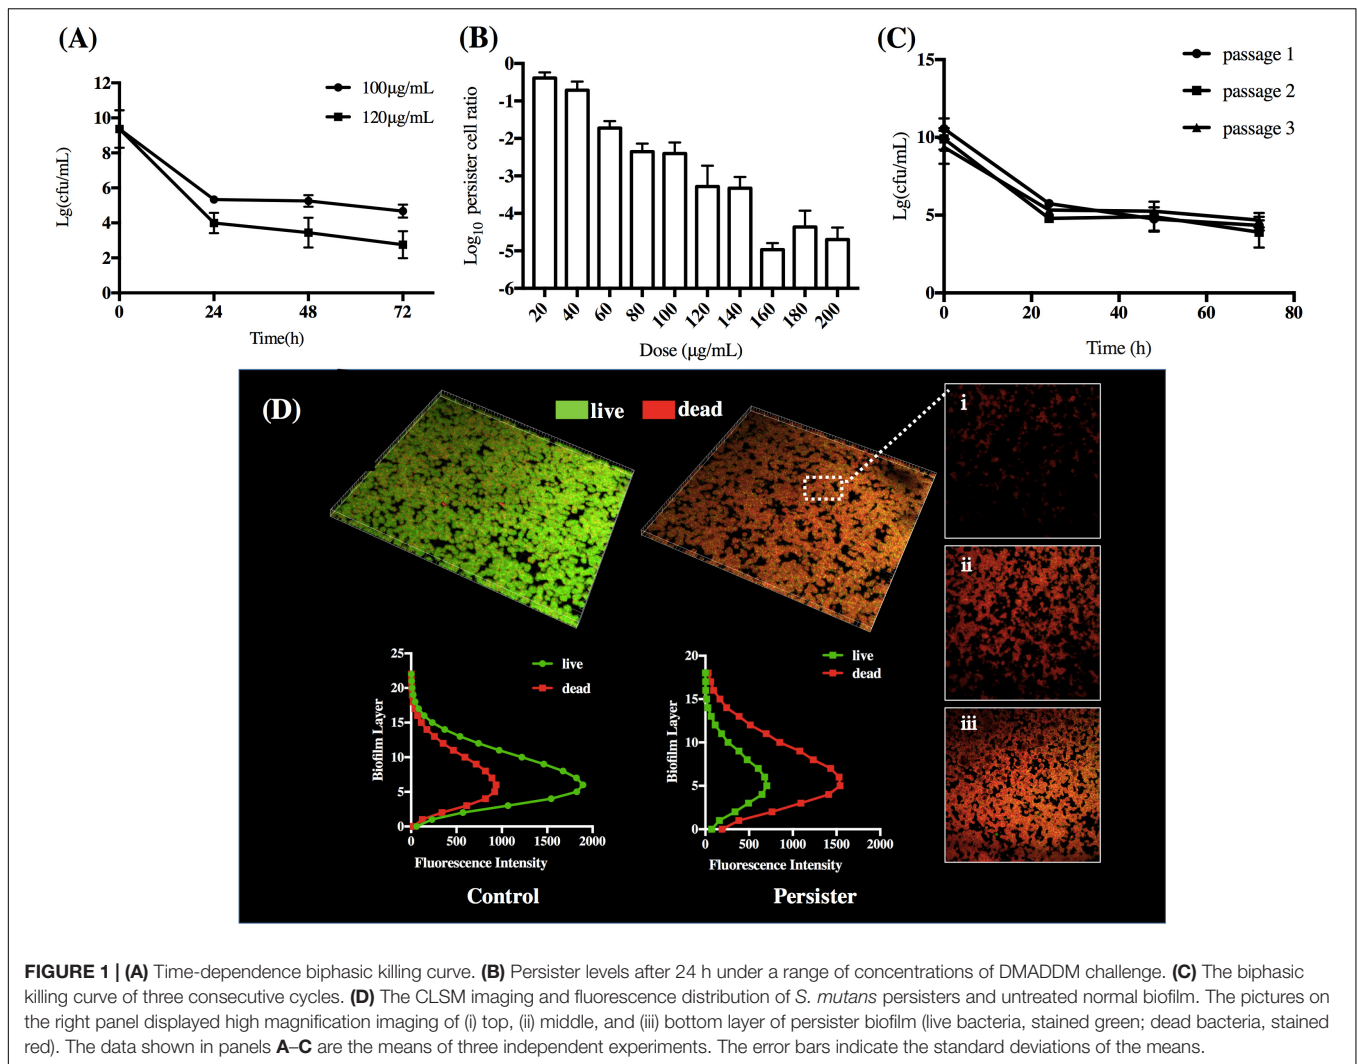 (A)
12
10
8
6
4
2
0
Lg(cfu/mL)
100μg/mL
120μg/mL
0 24 48 72
Time(h)
(B)
0
-1
-2
-3
-4
-5
-6
Log10 persister cell ratio
20 40 60 80 100 120 140 160 180 200
Dose (μg/mL)
(C)
15
10
5
0
Lg(cfu/mL)
passage 1
passage 2
passage 3
0 20 40 60 80
Time (h)
(D)
live dead
i
ii
iii
25
20
15
10
5
0
Biofilm Layer
live
dead
0 500 1000 1500 2000
Fluorescence Intensity
Control
20
15
10
5
0
Biofilm Layer
live
dead
0 500 1000 1500 2000
Fluorescence Intensity
Persister
FIGURE 1 | (A) Time-dependence biphasic killing curve. (B) Persister levels after 24 h under a range of concentrations of DMADDM challenge. (C) The biphasic
killing curve of three consecutive cycles. (D) The CLSM imaging and fluorescence distribution of S. mutans persisters and untreated normal biofilm. The pictures on
the right panel displayed high magnification imaging of (i) top, (ii) middle, and (iii) bottom layer of persister biofilm (live bacteria, stained green; dead bacteria, stained
red). The data shown in panels A–C are the means of three independent experiments. The error bars indicate the standard deviations of the means.